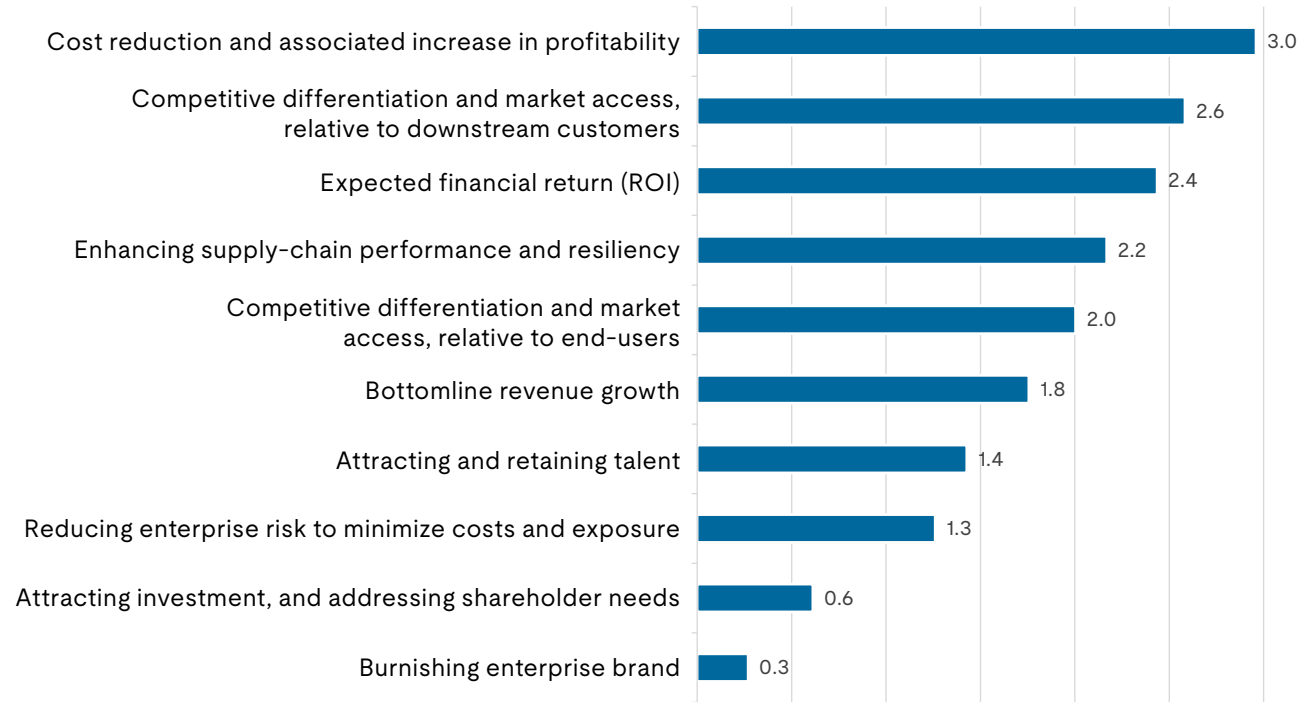 Cost reduction and associated increase in profitability 3.0
Competitive differentiation and market access,
relative to downstream customers 2.6
Expected financial return (ROI) 2.4
Enhancing supply-chain performance and resiliency 2.2
Competitive differentiation and market
access, relative to end-users 2.0
Bottomline revenue growth 1.8
Attracting and retaining talent 1.4
Reducing enterprise risk to minimize costs and exposure 1.3
Attracting investment, and addressing shareholder needs 0.6
Burnishing enterprise brand 0.3